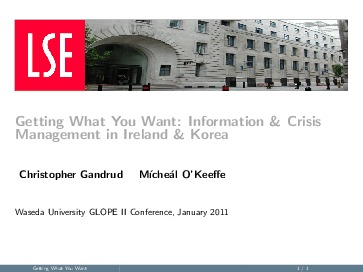 LSE
Getting What You Want: Information & Crisis
Management in Ireland & Korea
Christopher Gandrud Mícheál O'Keeffe
Waseda University GLOPE II Conference, January 2011
Getting What You Want 1 / 1